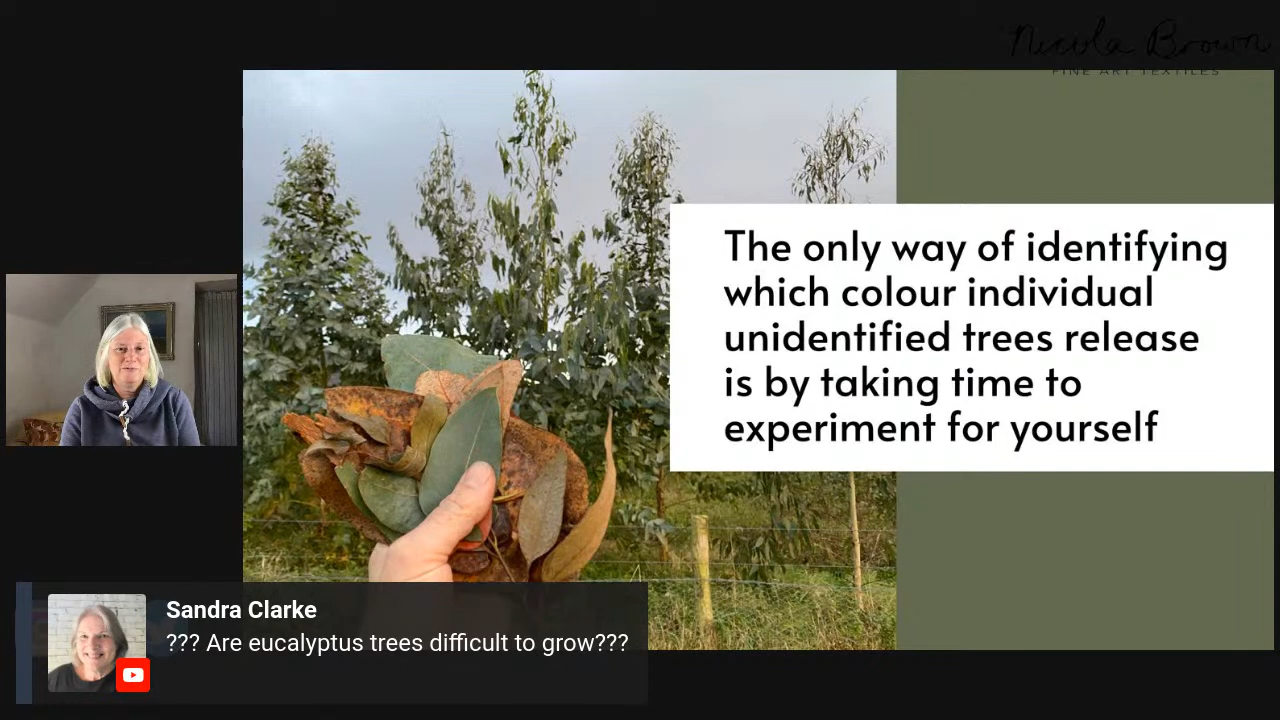 Nicola Brown
FINE ART TEXTILES
The only way of identifying
which colour individual
unidentified trees release
is by taking time to
experiment for yourself
Sandra Clarke
??? Are eucalyptus trees difficult to grow???